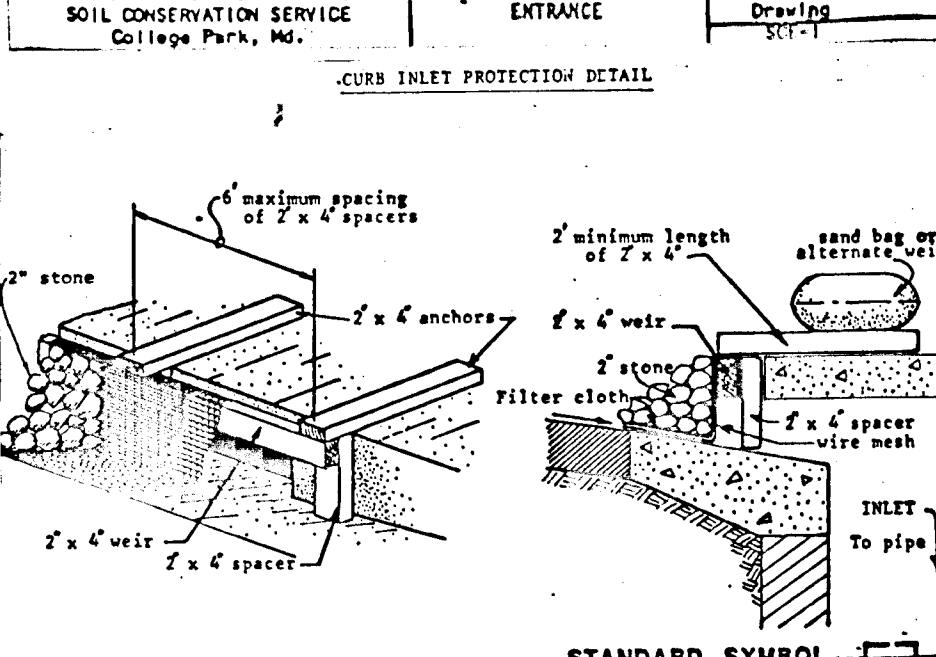 SOIL CONSERVATION SERVICE
College Park, Md.
ENTRANCE
Drawing
SCE-1
CURB INLET PROTECTION DETAIL
6' maximum spacing
of 2" x 4" spacers
2" stone
2" x 4" anchors
2" x 4" weir
2" x 4" spacer
2' minimum length
of 2" x 4"
sand bag or
alternate wei
2" x 4" weir
2" stone
Filter cloth
2" x 4" spacer
wire mesh
INLET
To pipe
STANDARD SYMBOL